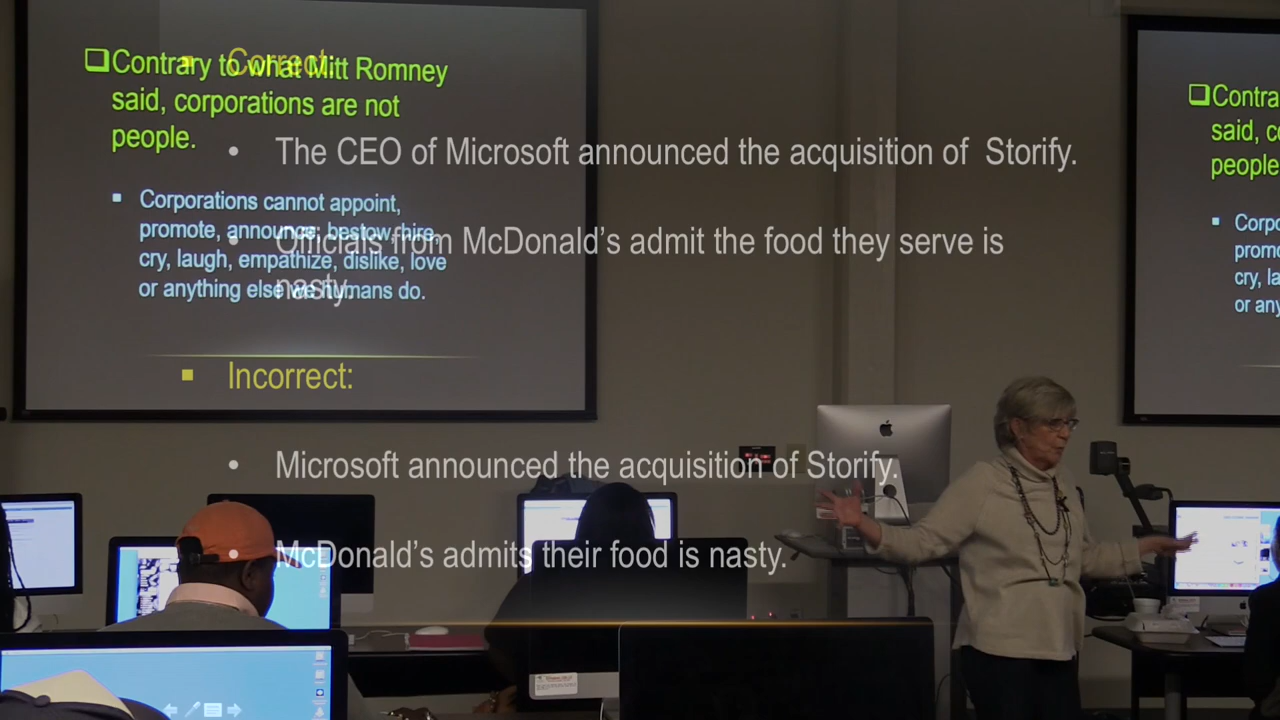 ❑Contrary to what Mitt Romney
said, corporations are not
people.
▪ Corporations cannot appoint,
promote, announce, bestow, hire,
cry, laugh, empathize, dislike, love
or anything else we humans do.
▪ Correct:
• The CEO of Microsoft announced the acquisition of Storify.
• Officials from McDonald’s admit the food they serve is
nasty.
▪ Incorrect:
• Microsoft announced the acquisition of Storify.
• McDonald’s admits their food is nasty.
❑Contra
said, co
people
▪ Corpo
promo
cry, la
or any